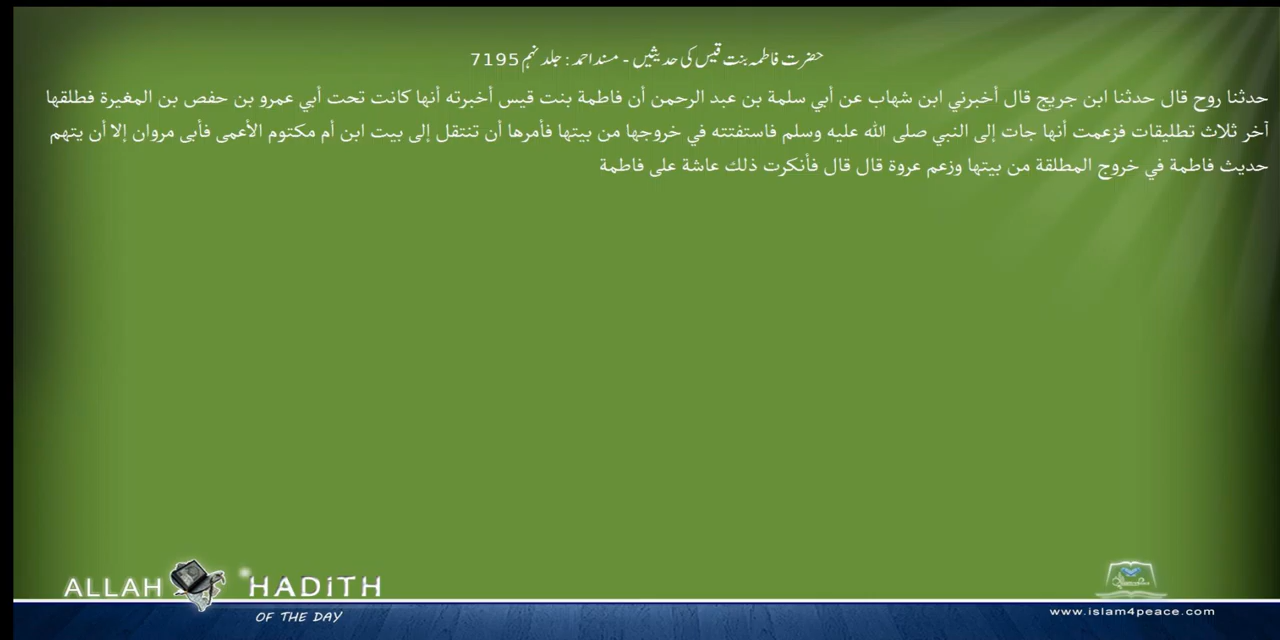 حضرت فاطمہ بنت قیس کی حدیثیں - مسند احمد : جلد نہم 7195
حدثنا روح قال حدثنا ابن جريج قال أخبرني ابن شهاب عن أبي سلمة بن عبد الرحمن أن فاطمة بنت قيس أخبرته أنها كانت تحت أبي عمرو بن حفص بن المغيرة فطلقها
آخر ثلاث تطليقات فزعمت أنها جات إلى النبي صلى الله عليه وسلم فاستفتته في خروجها من بيتها فأمرها أن تنتقل إلى بيت ابن أم مكتوم الأعمى فأبى مروان إلا أن يتهم
حديث فاطمة في خروج المطلقة من بيتها وزعم عروة قال قال فأنكرت ذلك عاشة على فاطمة
ALLAH HADITH
OF THE DAY
www.islam4peace.com